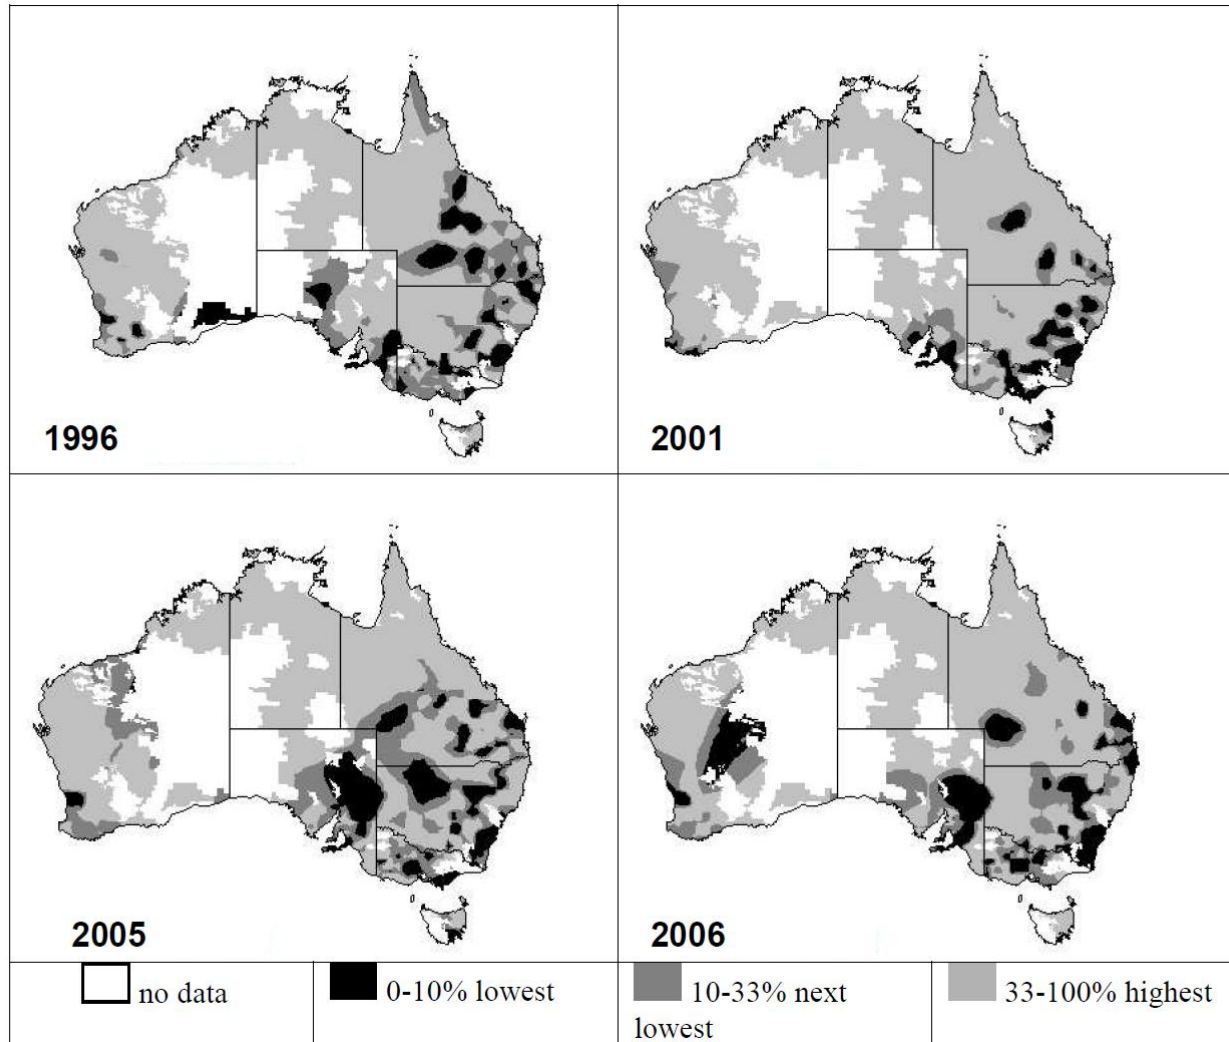 1996
2001
2005
2006
no data
0-10% lowest
10-33% next
lowest
33-100% highest